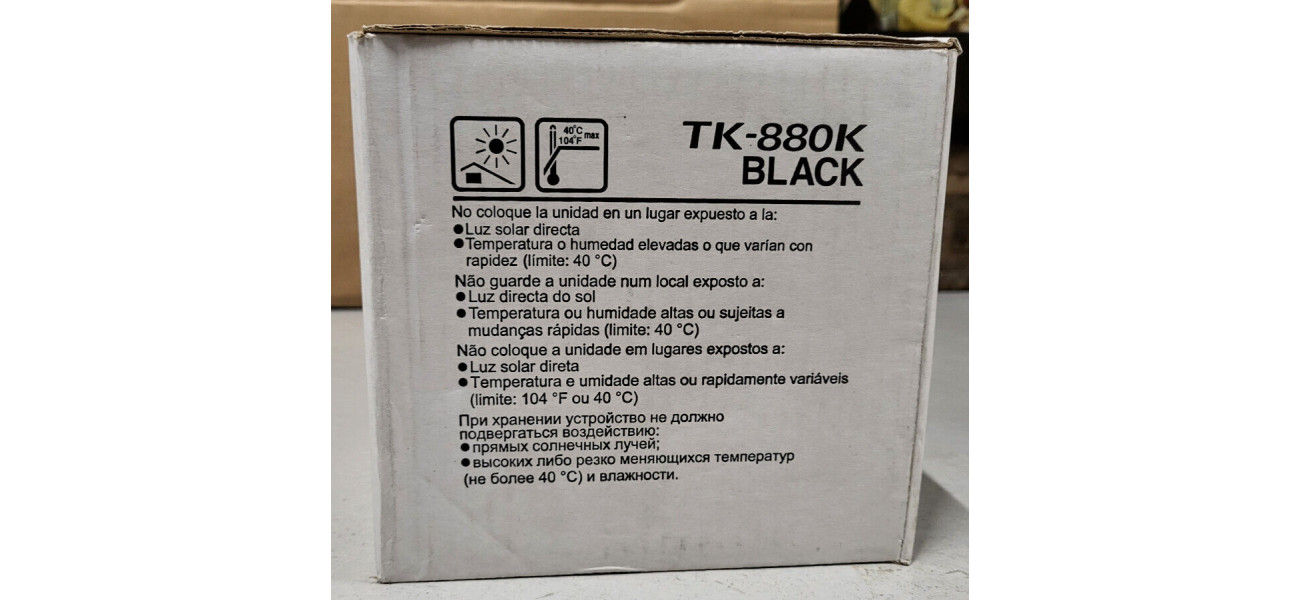 40°C max
104°F
TK-880K
BLACK
No coloque la unidad en un lugar expuesto a la:
●Luz solar directa
●Temperatura o humedad elevadas o que varían con
rapidez (límite: 40 °C)
Não guarde a unidade num local exposto a:
●Luz directa do sol
●Temperatura ou humidade altas ou sujeitas a
mudanças rápidas (limite: 40 °C)
Não coloque a unidade em lugares expostos a:
●Luz solar direta
●Temperatura e umidade altas ou rapidamente variáveis
(limite: 104 °F ou 40 °C)
При хранении устройство не должно
подвергаться воздействию:
●прямых солнечных лучей;
●высоких либо резко меняющихся температур
(не более 40 °C) и влажности.